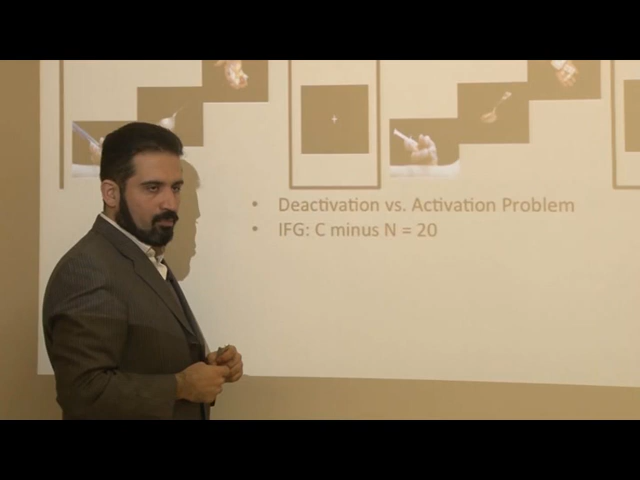 • Deactivation vs. Activation Problem
• IFG: C minus N = 20